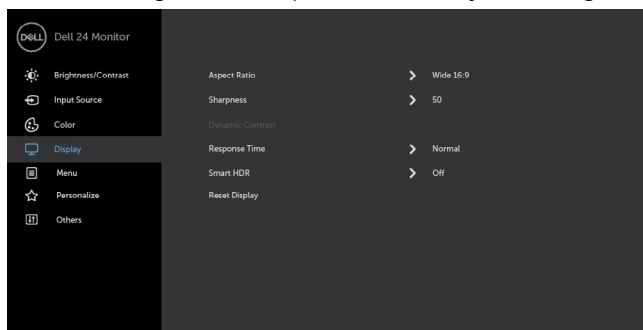 DELL
Dell 24 Monitor
Brightness/Contrast
Input Source
Color
Display
Menu
Personalize
Others
Aspect Ratio Wide 16:9
Sharpness 50
Dynamic Contrast
Response Time Normal
Smart HDR Off
Reset Display